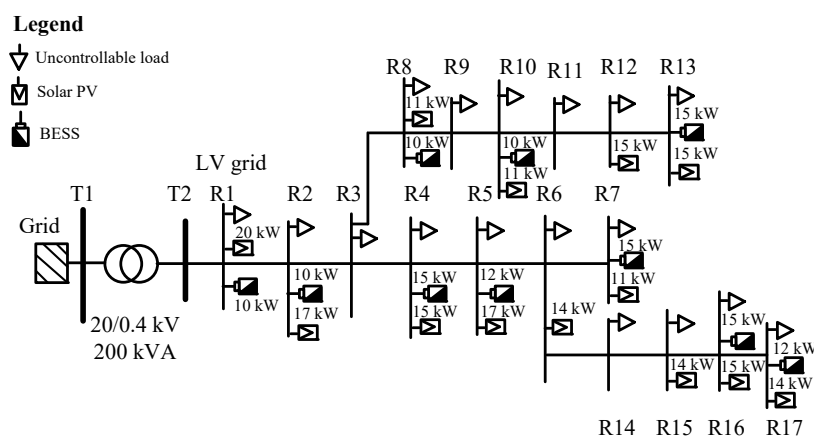 Legend
Uncontrollable load
Solar PV
BESS
R8 R9 R10 R11 R12 R13
11 kW 15 kW
10 kW 10 kW 15 kW 15 kW
11 kW
LV grid
T1 T2 R1 R2 R3 R4 R5 R6 R7
Grid
20 kW 15 kW
10 kW 15 kW 12 kW 11 kW
10 kW
17 kW 15 kW 17 kW 14 kW
20/0.4 kV
200 kVA
15 kW 12 kW
14 kW 15 kW 14 kW
R14 R15 R16 R17